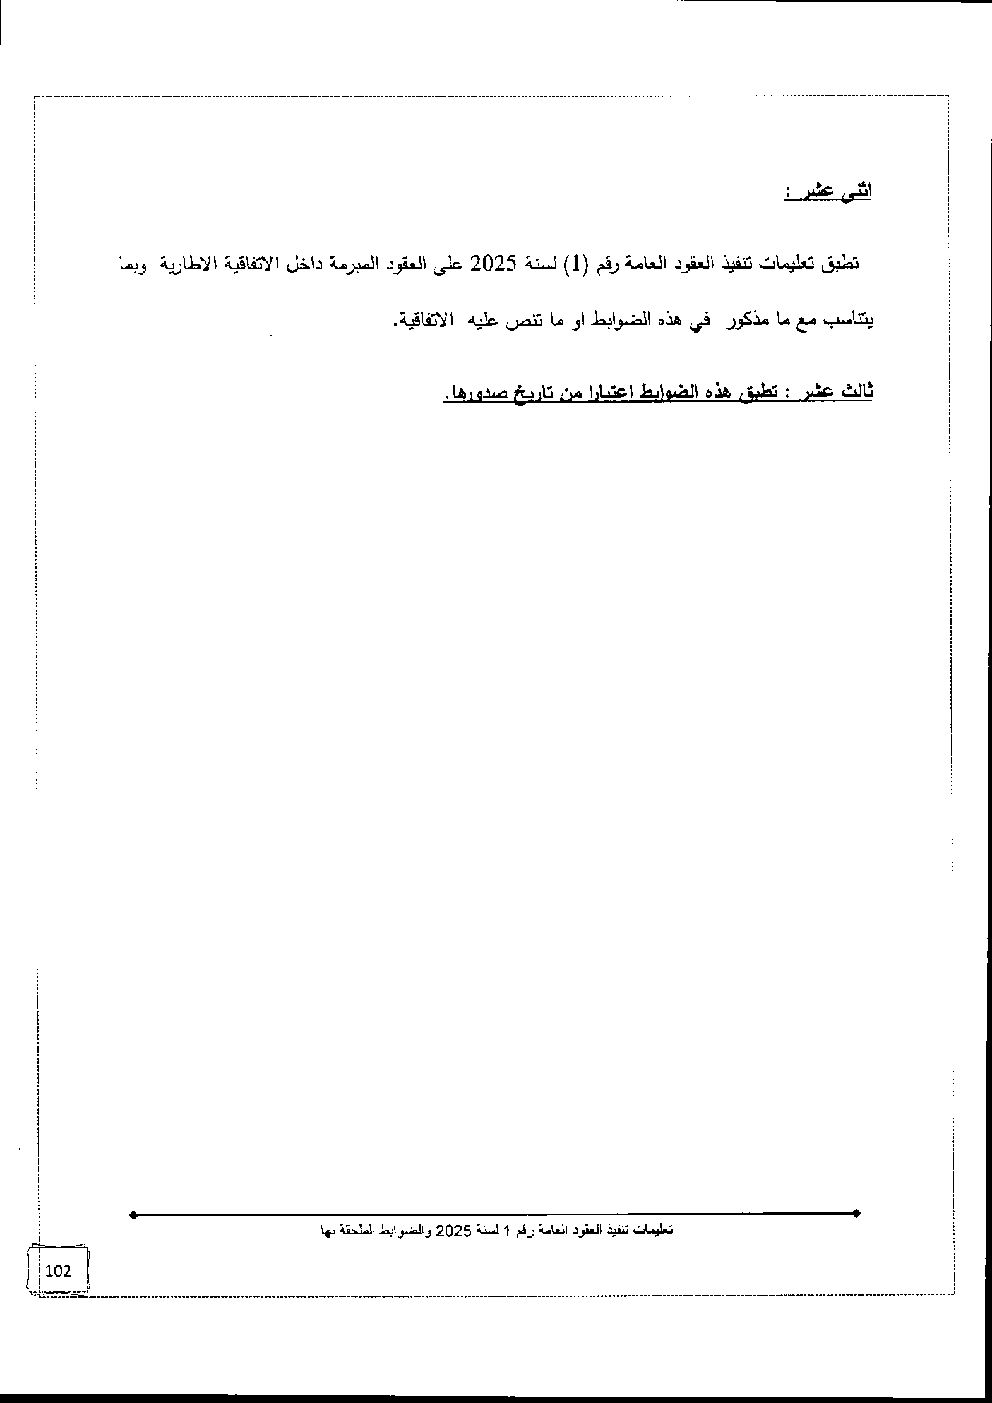 اثنى عشر :
تطبق تعليمات تنفيذ العقود العامة رقم (1) لسنة 2025 على العقود المبرمة داخل الاتفاقية الاطارية وبما
يتناسب مع ما مذكور في هذه الضوابط او ما تنص عليه الاتفاقية.
ثالث عشر : تطبق هذه الضوابط اعتبارا من تاريخ صدورها.
تعليمات تنفيذ العقود العامة رقم 1 لسنة 2025 والضوابط الملحقة بها
102